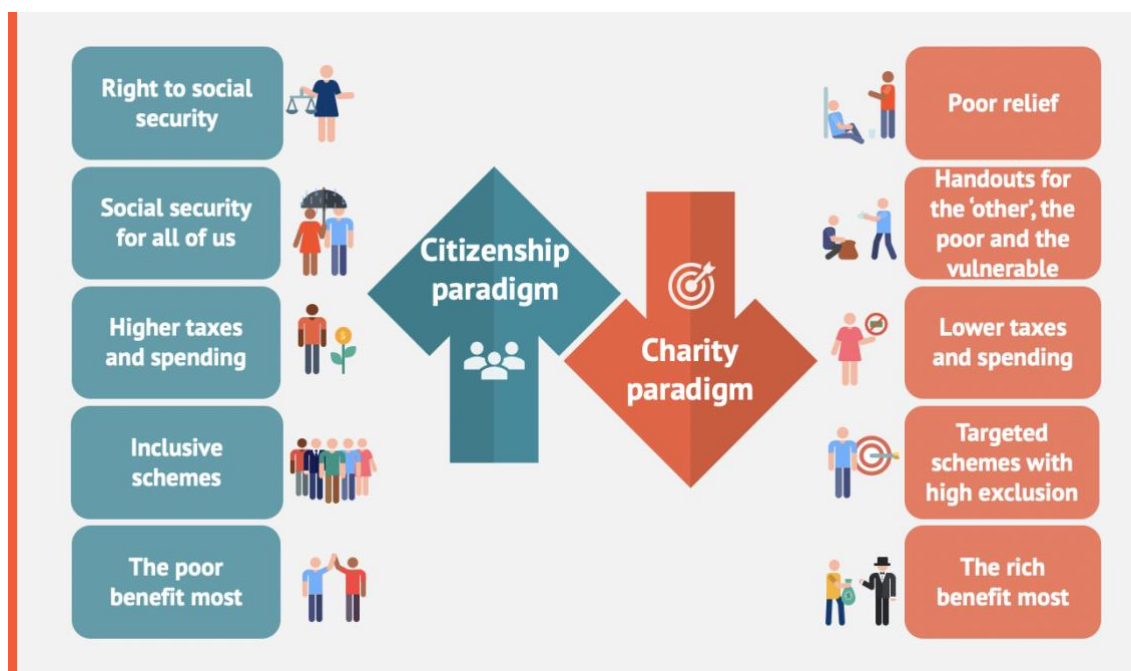 Right to social
security
Social security
for all of us
Higher taxes
and spending
Inclusive
schemes
The poor
benefit most
Citizenship
paradigm
Charity
paradigm
Poor relief
Handouts for
the ‘other’, the
poor and the
vulnerable
Lower taxes
and spending
Targeted
schemes with
high exclusion
The rich
benefit most